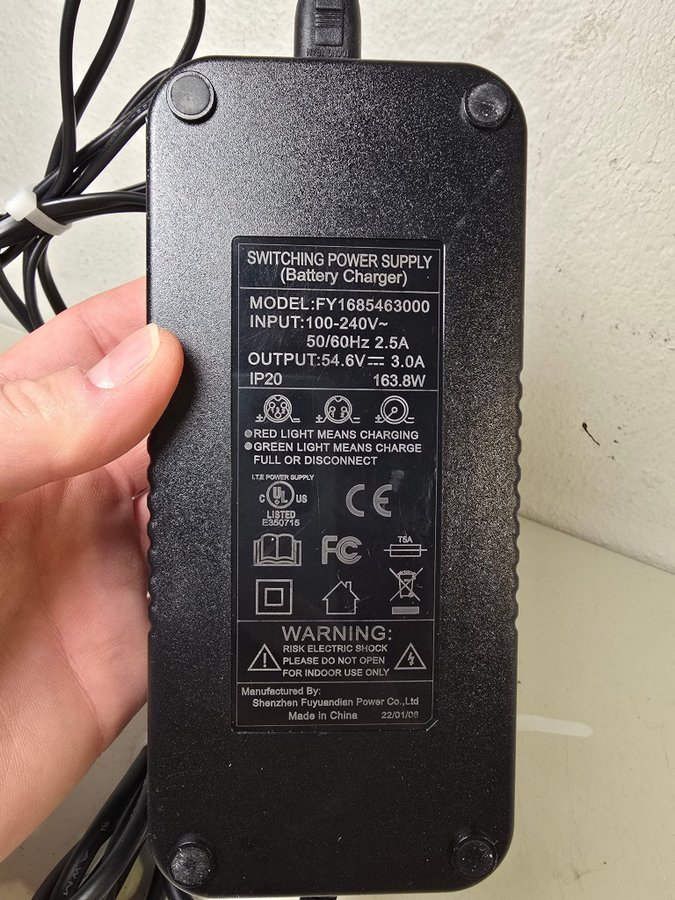 SWITCHING POWER SUPPLY
(Battery Charger)
MODEL:FY1685463000
INPUT:100-240V~
50/60Hz 2.5A
OUTPUT:54.6V⎓ 3.0A
IP20 163.8W
RED LIGHT MEANS CHARGING
GREEN LIGHT MEANS CHARGE
FULL OR DISCONNECT
I.T.E POWER SUPPLY
C UL US
LISTED
E350715
CE
FC
T5A
WARNING:
RISK ELECTRIC SHOCK
PLEASE DO NOT OPEN
FOR INDOOR USE ONLY
Manufactured By:
Shenzhen Fuyuandian Power Co.,Ltd
Made in China 22/01/06
AWM